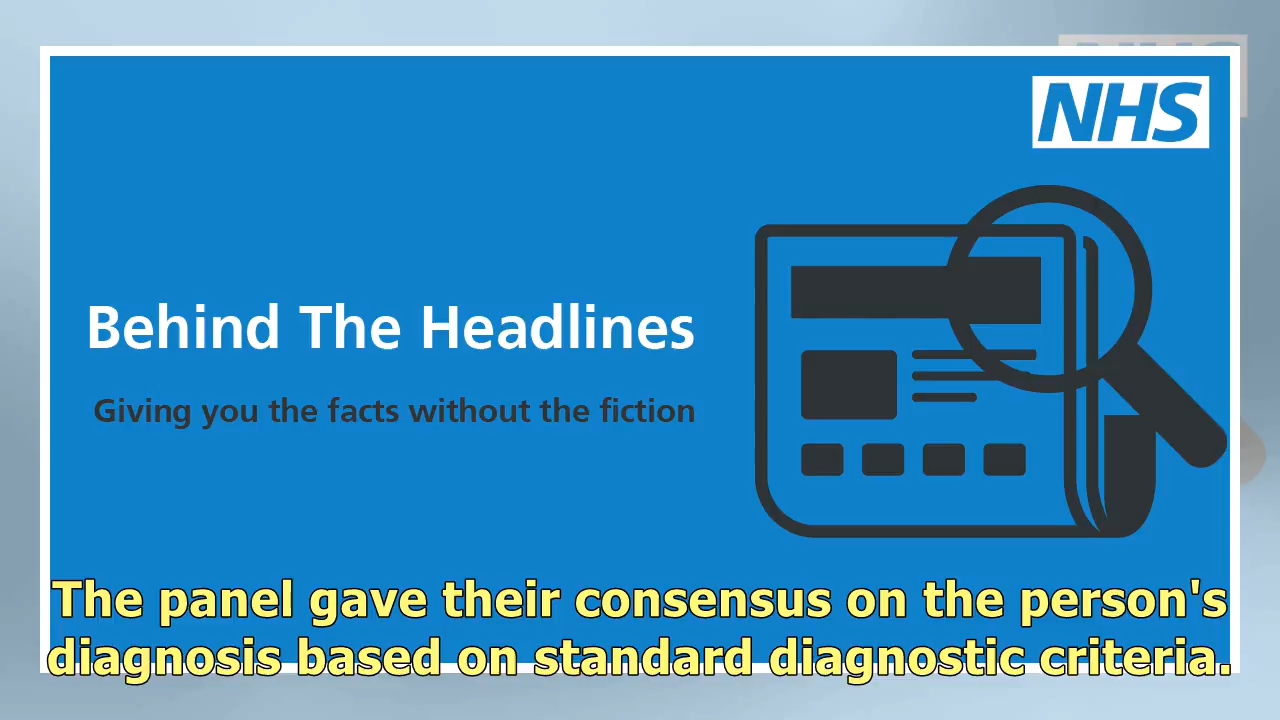 NHS
NHS
Behind The Headlines
Giving you the facts without the fiction
The panel gave their consensus on the person's
diagnosis based on standard diagnostic criteria.